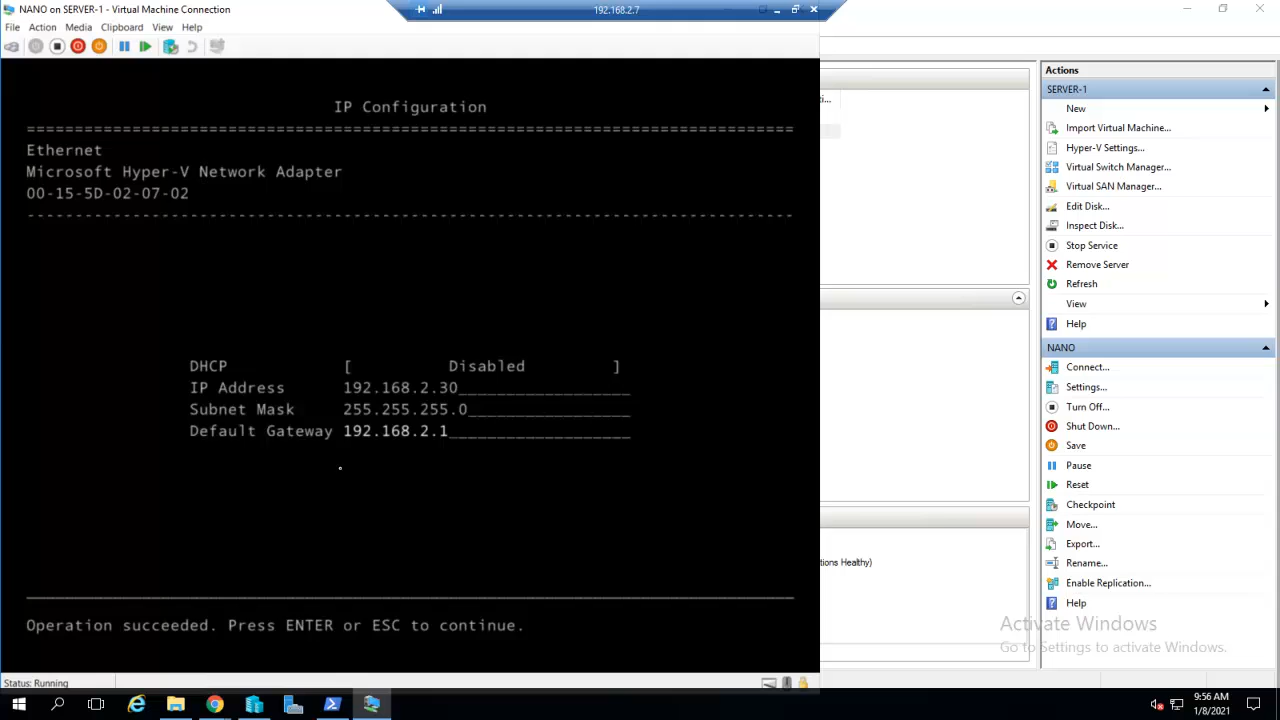 NANO on SERVER-1 - Virtual Machine Connection
192.168.2.7
File Action Media Clipboard View Help
IP Configuration
Ethernet
Microsoft Hyper-V Network Adapter
00-15-5D-02-07-02
DHCP [ Disabled ]
IP Address 192.168.2.30
Subnet Mask 255.255.255.0
Default Gateway 192.168.2.1
Operation succeeded. Press ENTER or ESC to continue.
Status: Running
ti...
tions Healthy)
Actions
SERVER-1
New
Import Virtual Machine...
Hyper-V Settings...
Virtual Switch Manager...
Virtual SAN Manager...
Edit Disk...
Inspect Disk...
Stop Service
Remove Server
Refresh
View
Help
NANO
Connect...
Settings...
Turn Off...
Shut Down...
Save
Pause
Reset
Checkpoint
Move...
Export...
Rename...
Enable Replication...
Help
Activate Windows
Go to Settings to activate Windows.
9:56 AM
1/8/2021